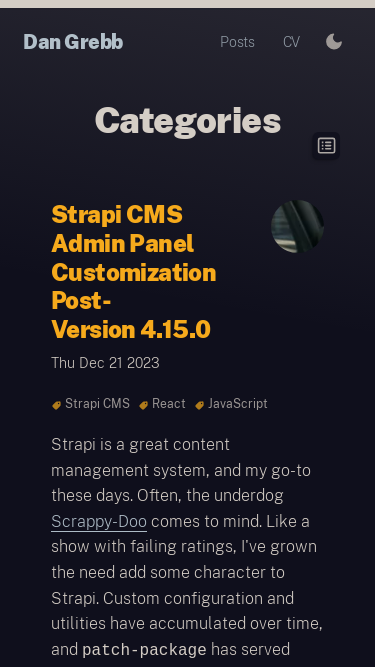 Dan Grebb
Posts
CV
Categories
Strapi CMS
Admin Panel
Customization
Post-
Version 4.15.0
Thu Dec 21 2023
Strapi CMS
React
JavaScript
Strapi is a great content
management system, and my go-to
these days. Often, the underdog
Scrappy-Doo comes to mind. Like a
show with failing ratings, I've grown
the need add some character to
Strapi. Custom configuration and
utilities have accumulated over time,
and patch-package has served